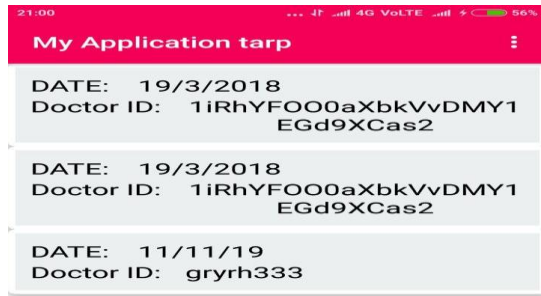 21:00 ... 4G VoLTE 56%
My Application tarp
DATE: 19/3/2018
Doctor ID: 1iRhYFOO0aXbkVvDMY1
EGd9XCas2
DATE: 19/3/2018
Doctor ID: 1iRhYFOO0aXbkVvDMY1
EGd9XCas2
DATE: 11/11/19
Doctor ID: gryrh333